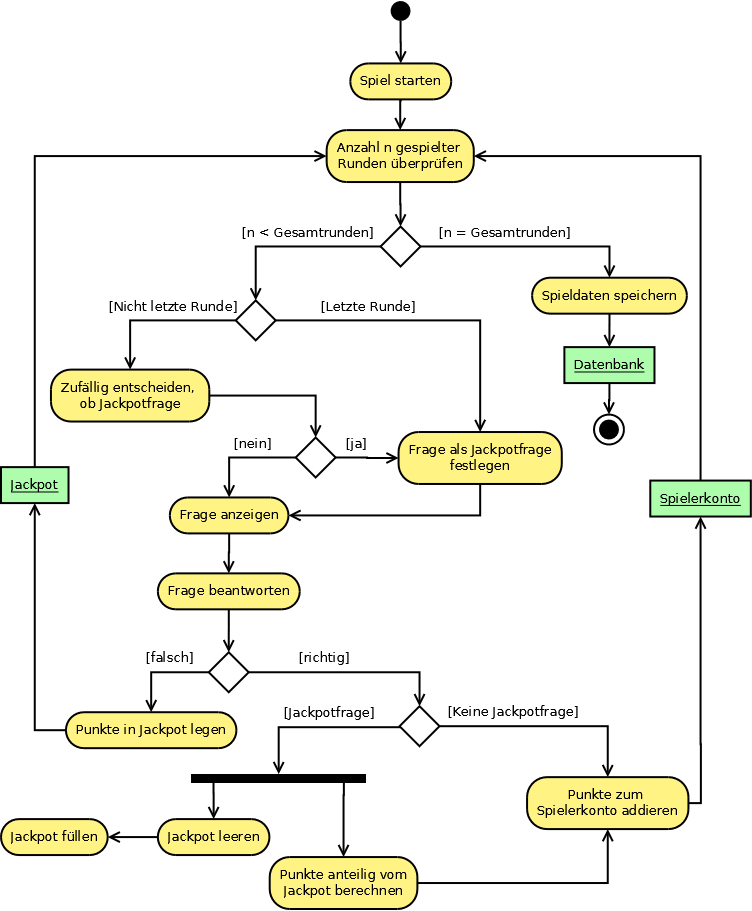 Spiel starten
Anzahl n gespielter
Runden überprüfen
[n < Gesamtrunden]
[n = Gesamtrunden]
Spieldaten speichern
[Nicht letzte Runde]
[Letzte Runde]
Datenbank
Zufällig entscheiden,
ob Jackpotfrage
[nein]
[ja]
Frage als Jackpotfrage
festlegen
Jackpot
Spielerkonto
Frage anzeigen
Frage beantworten
[falsch]
[richtig]
[Jackpotfrage]
[Keine Jackpotfrage]
Punkte in Jackpot legen
Punkte zum
Spielerkonto addieren
Jackpot füllen
Jackpot leeren
Punkte anteilig vom
Jackpot berechnen